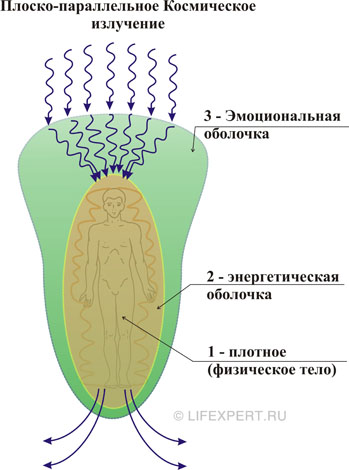 Плоско-параллельное Космическое
излучение
3 - Эмоциональная
оболочка
2 - энергетическая
оболочка
1 - плотное
(физическое тело)
© LIFEXPERT.RU